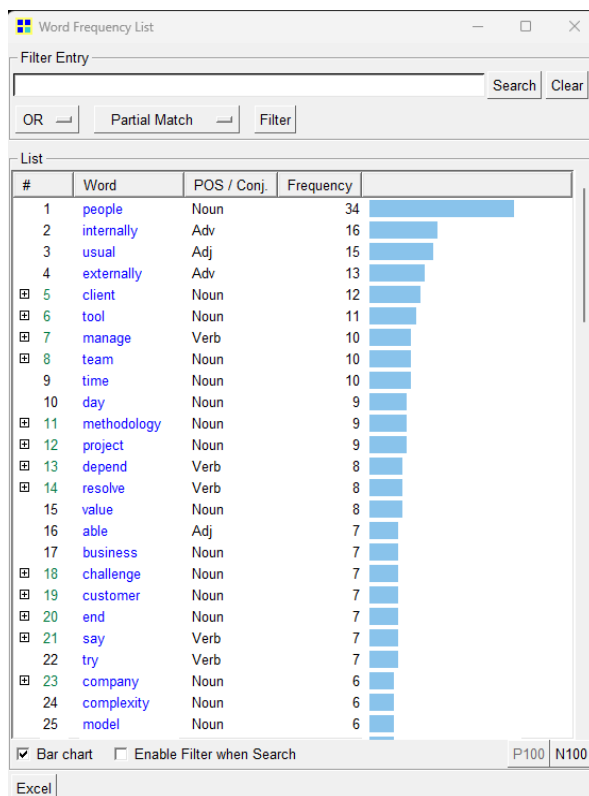 Word Frequency List
Filter Entry
Search Clear
OR Partial Match Filter
List
# Word POS / Conj. Frequency
1 people Noun 34
2 internally Adv 16
3 usual Adj 15
4 externally Adv 13
5 client Noun 12
6 tool Noun 11
7 manage Verb 10
8 team Noun 10
9 time Noun 10
10 day Noun 9
11 methodology Noun 9
12 project Noun 9
13 depend Verb 8
14 resolve Verb 8
15 value Noun 8
16 able Adj 7
17 business Noun 7
18 challenge Noun 7
19 customer Noun 7
20 end Noun 7
21 say Verb 7
22 try Verb 7
23 company Noun 6
24 complexity Noun 6
25 model Noun 6
Bar chart Enable Filter when Search P100 N100
Excel